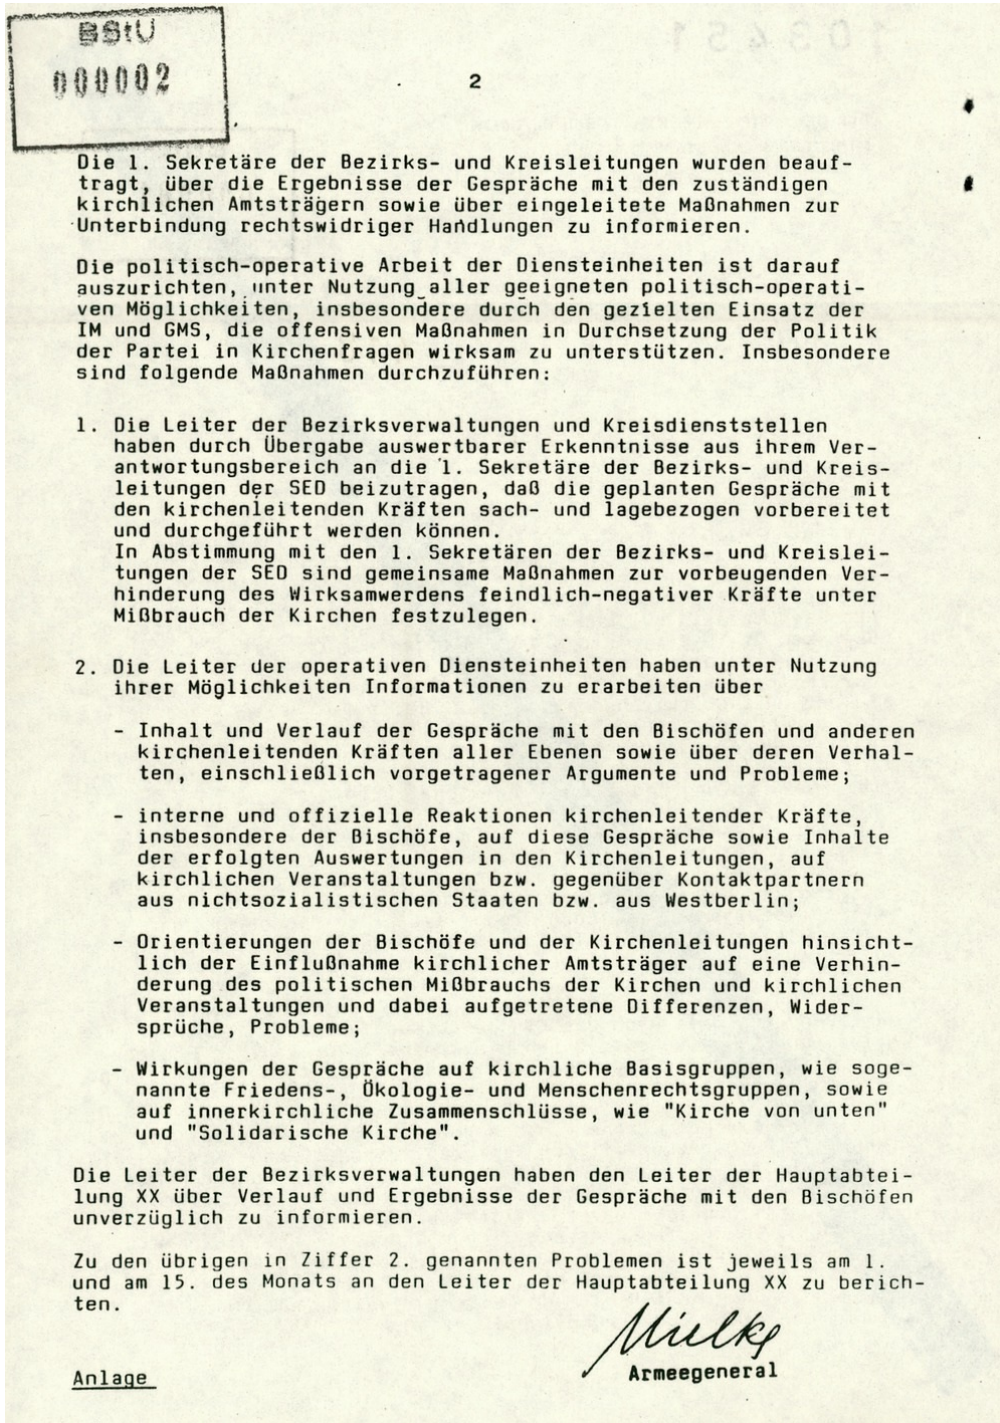 BStU
000002
103451
2
Die 1. Sekretäre der Bezirks- und Kreisleitungen wurden beauf-
tragt, über die Ergebnisse der Gespräche mit den zuständigen
kirchlichen Amtsträgern sowie über eingeleitete Maßnahmen zur
Unterbindung rechtswidriger Handlungen zu informieren.
Die politisch-operative Arbeit der Diensteinheiten ist darauf
auszurichten, unter Nutzung aller geeigneten politisch-operati-
ven Möglichkeiten, insbesondere durch den gezielten Einsatz der
IM und GMS, die offensiven Maßnahmen in Durchsetzung der Politik
der Partei in Kirchenfragen wirksam zu unterstützen. Insbesondere
sind folgende Maßnahmen durchzuführen:
1. Die Leiter der Bezirksverwaltungen und Kreisdienststellen
haben durch Übergabe auswertbarer Erkenntnisse aus ihrem Ver-
antwortungsbereich an die 1. Sekretäre der Bezirks- und Kreis-
leitungen der SED beizutragen, daß die geplanten Gespräche mit
den kirchenleitenden Kräften sach- und lagebezogen vorbereitet
und durchgeführt werden können.
In Abstimmung mit den 1. Sekretären der Bezirks- und Kreislei-
tungen der SED sind gemeinsame Maßnahmen zur vorbeugenden Ver-
hinderung des Wirksamwerdens feindlich-negativer Kräfte unter
Mißbrauch der Kirchen festzulegen.
2. Die Leiter der operativen Diensteinheiten haben unter Nutzung
ihrer Möglichkeiten Informationen zu erarbeiten über
- Inhalt und Verlauf der Gespräche mit den Bischöfen und anderen
kirchenleitenden Kräften aller Ebenen sowie über deren Verhal-
ten, einschließlich vorgetragener Argumente und Probleme;
- interne und offizielle Reaktionen kirchenleitender Kräfte,
insbesondere der Bischöfe, auf diese Gespräche sowie Inhalte
der erfolgten Auswertungen in den Kirchenleitungen, auf
kirchlichen Veranstaltungen bzw. gegenüber Kontaktpartnern
aus nichtsozialistischen Staaten bzw. aus Westberlin;
- Orientierungen der Bischöfe und der Kirchenleitungen hinsicht-
lich der Einflußnahme kirchlicher Amtsträger auf eine Verhin-
derung des politischen Mißbrauchs der Kirchen und kirchlichen
Veranstaltungen und dabei aufgetretene Differenzen, Wider-
sprüche, Probleme;
- Wirkungen der Gespräche auf kirchliche Basisgruppen, wie soge-
nannte Friedens-, Ökologie- und Menschenrechtsgruppen, sowie
auf innerkirchliche Zusammenschlüsse, wie "Kirche von unten"
und "Solidarische Kirche".
Die Leiter der Bezirksverwaltungen haben den Leiter der Hauptabtei-
lung XX über Verlauf und Ergebnisse der Gespräche mit den Bischöfen
unverzüglich zu informieren.
Zu den übrigen in Ziffer 2. genannten Problemen ist jeweils am 1.
und am 15. des Monats an den Leiter der Hauptabteilung XX zu berich-
ten.
Mielke
Armeegeneral
Anlage